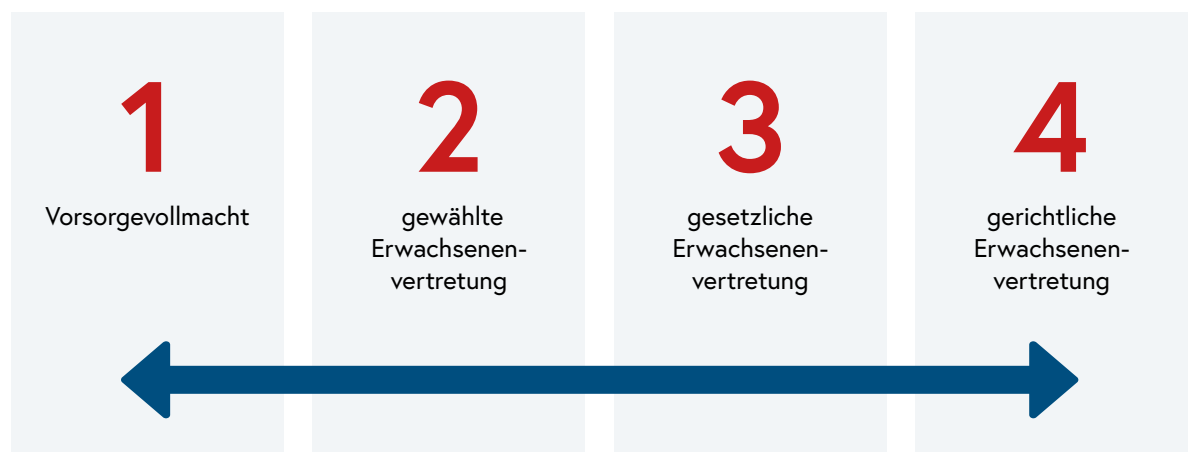 1
Vorsorgevollmacht
2
gewählte
Erwachsenen-
vertretung
3
gesetzliche
Erwachsenen-
vertretung
4
gerichtliche
Erwachsenen-
vertretung